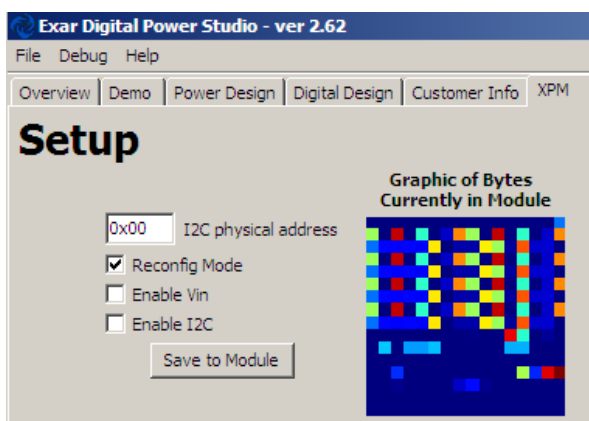 Exar Digital Power Studio - ver 2.62
File Debug Help
Overview Demo Power Design Digital Design Customer Info XPM
Setup
Graphic of Bytes
Currently in Module
0x00 I2C physical address
Reconfig Mode
Enable Vin
Enable I2C
Save to Module